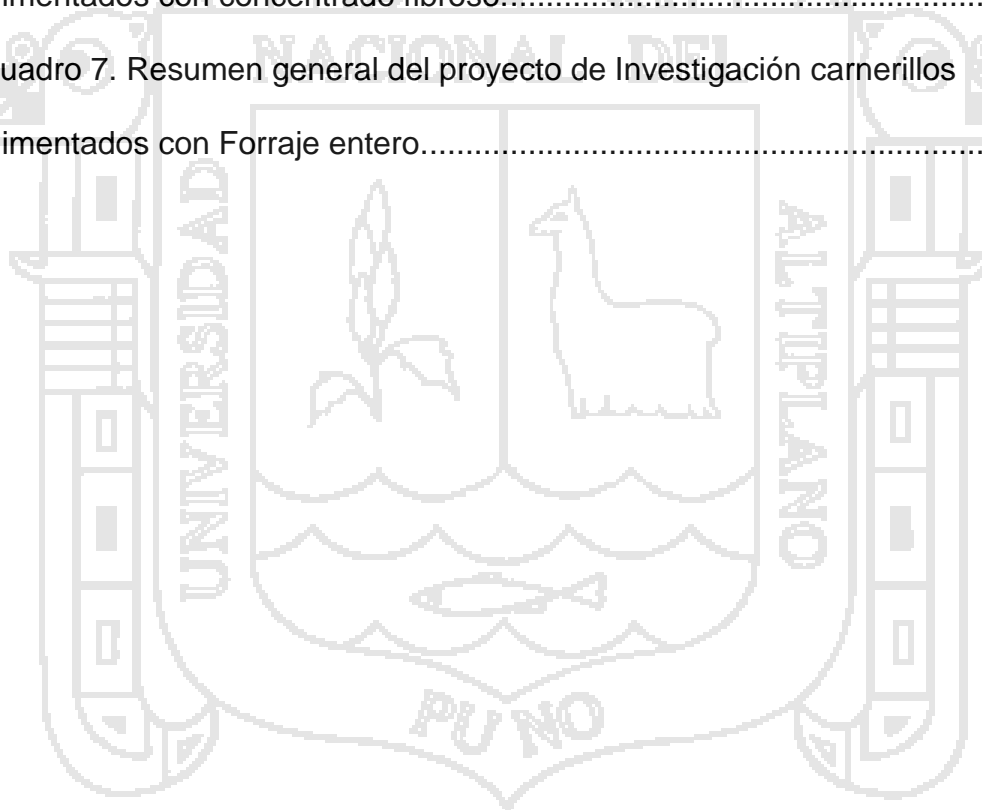 imentados con concentrado fibroso......................................................
uadro 7. Resumen general del proyecto de Investigación carnerillos
imentados con Forraje entero...............................................................
NACIONAL DEL
UNIVERSIDAD
ALTIPLANO
PUNO